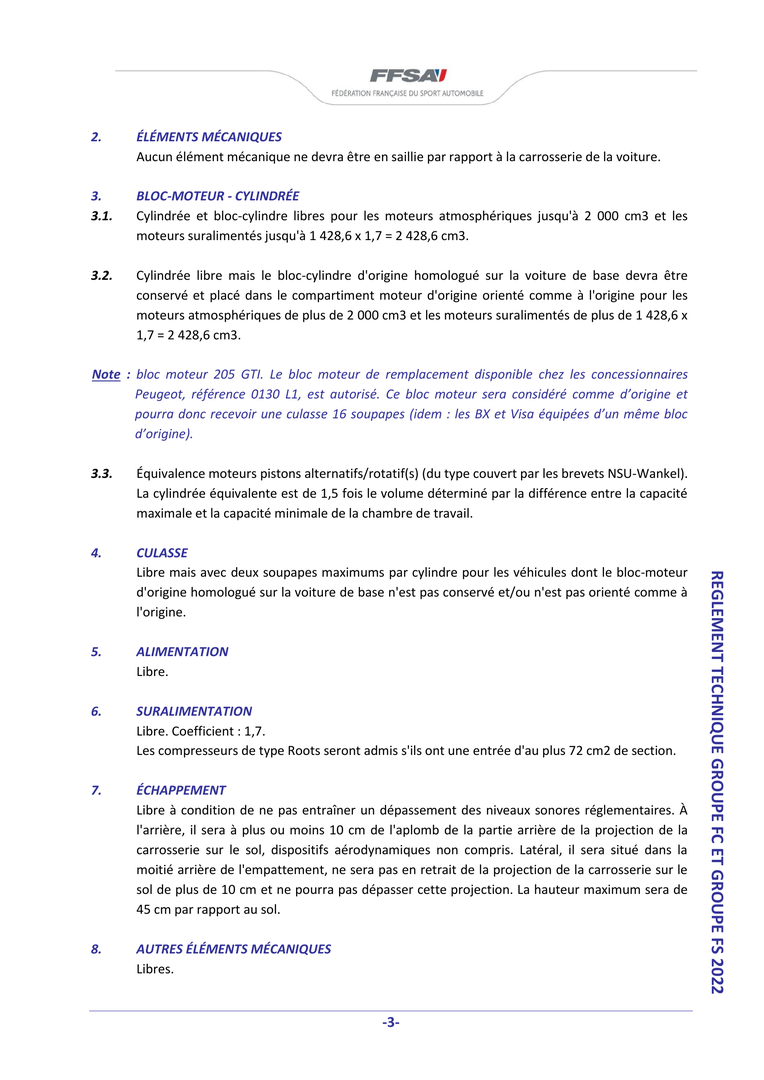 FFSA
FÉDÉRATION FRANÇAISE DU SPORT AUTOMOBILE
2. ÉLÉMENTS MÉCANIQUES
Aucun élément mécanique ne devra être en saillie par rapport à la carrosserie de la voiture.
3. BLOC-MOTEUR - CYLINDRÉE
3.1. Cylindrée et bloc-cylindre libres pour les moteurs atmosphériques jusqu'à 2 000 cm3 et les
moteurs suralimentés jusqu'à 1 428,6 x 1,7 = 2 428,6 cm3.
3.2. Cylindrée libre mais le bloc-cylindre d'origine homologué sur la voiture de base devra être
conservé et placé dans le compartiment moteur d'origine orienté comme à l'origine pour les
moteurs atmosphériques de plus de 2 000 cm3 et les moteurs suralimentés de plus de 1 428,6 x
1,7 = 2 428,6 cm3.
Note : bloc moteur 205 GTI. Le bloc moteur de remplacement disponible chez les concessionnaires
Peugeot, référence 0130 L1, est autorisé. Ce bloc moteur sera considéré comme d’origine et
pourra donc recevoir une culasse 16 soupapes (idem : les BX et Visa équipées d’un même bloc
d’origine).
3.3. Équivalence moteurs pistons alternatifs/rotatif(s) (du type couvert par les brevets NSU-Wankel).
La cylindrée équivalente est de 1,5 fois le volume déterminé par la différence entre la capacité
maximale et la capacité minimale de la chambre de travail.
4. CULASSE
Libre mais avec deux soupapes maximums par cylindre pour les véhicules dont le bloc-moteur
d'origine homologué sur la voiture de base n'est pas conservé et/ou n'est pas orienté comme à
l'origine.
5. ALIMENTATION
Libre.
6. SURALIMENTATION
Libre. Coefficient : 1,7.
Les compresseurs de type Roots seront admis s'ils ont une entrée d'au plus 72 cm2 de section.
7. ÉCHAPPEMENT
Libre à condition de ne pas entraîner un dépassement des niveaux sonores réglementaires. À
l'arrière, il sera à plus ou moins 10 cm de l'aplomb de la partie arrière de la projection de la
carrosserie sur le sol, dispositifs aérodynamiques non compris. Latéral, il sera situé dans la
moitié arrière de l'empattement, ne sera pas en retrait de la projection de la carrosserie sur le
sol de plus de 10 cm et ne pourra pas dépasser cette projection. La hauteur maximum sera de
45 cm par rapport au sol.
8. AUTRES ÉLÉMENTS MÉCANIQUES
Libres.
REGLEMENT TECHNIQUE GROUPE FC ET GROUPE FS 2022
-3-